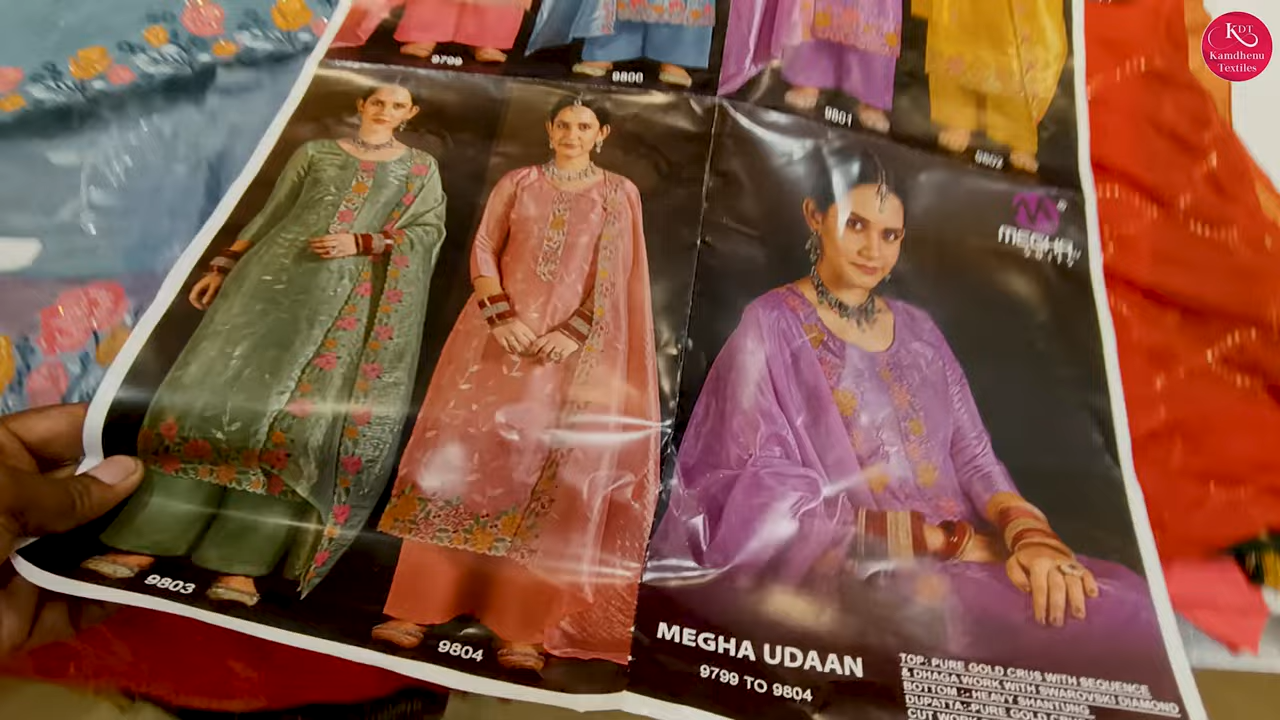 KDT
Kamdhenu
Textiles
9799
9800
9801
9802
MEGHA
9803
9804
MEGHA UDAAN
9799 TO 9804
TOP: PURE GOLD CRUS WITH SEQUENCE
& DHAGA WORK WITH SWAROVSKI DIAMOND
BOTTOM :- HEAVY SHANTUNG
DUPATTA:-PURE GOLD CRUS
CUT WORK